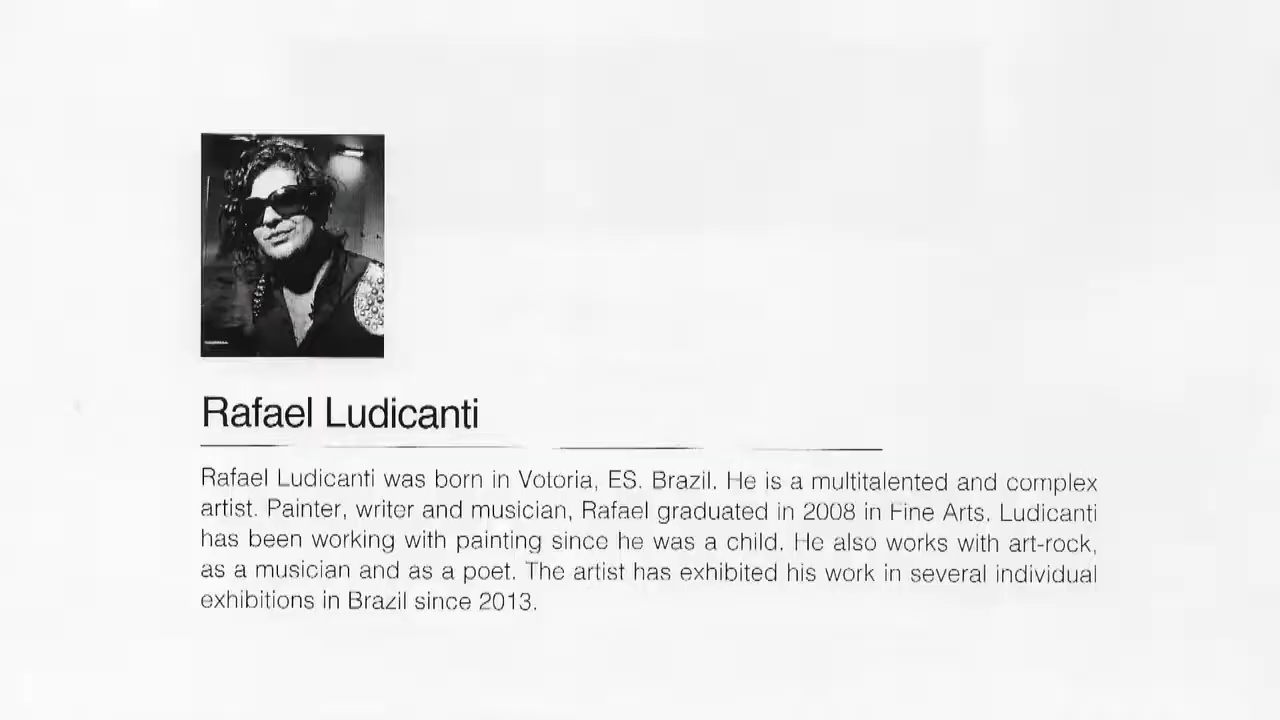 Rafael Ludicanti
Rafael Ludicanti was born in Votoria, ES. Brazil. He is a multitalented and complex
artist. Painter, writer and musician, Rafael graduated in 2008 in Fine Arts. Ludicanti
has been working with painting since he was a child. He also works with art-rock,
as a musician and as a poet. The artist has exhibited his work in several individual
exhibitions in Brazil since 2013.